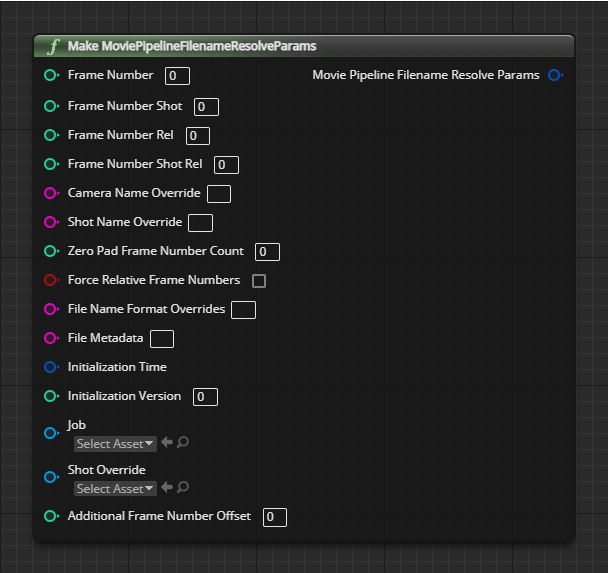 f Make MoviePipelineFilenameResolveParams
Frame Number 0 Movie Pipeline Filename Resolve Params
Frame Number Shot 0
Frame Number Rel 0
Frame Number Shot Rel 0
Camera Name Override
Shot Name Override
Zero Pad Frame Number Count 0
Force Relative Frame Numbers
File Name Format Overrides
File Metadata
Initialization Time
Initialization Version 0
Job
Select Asset
Shot Override
Select Asset
Additional Frame Number Offset 0